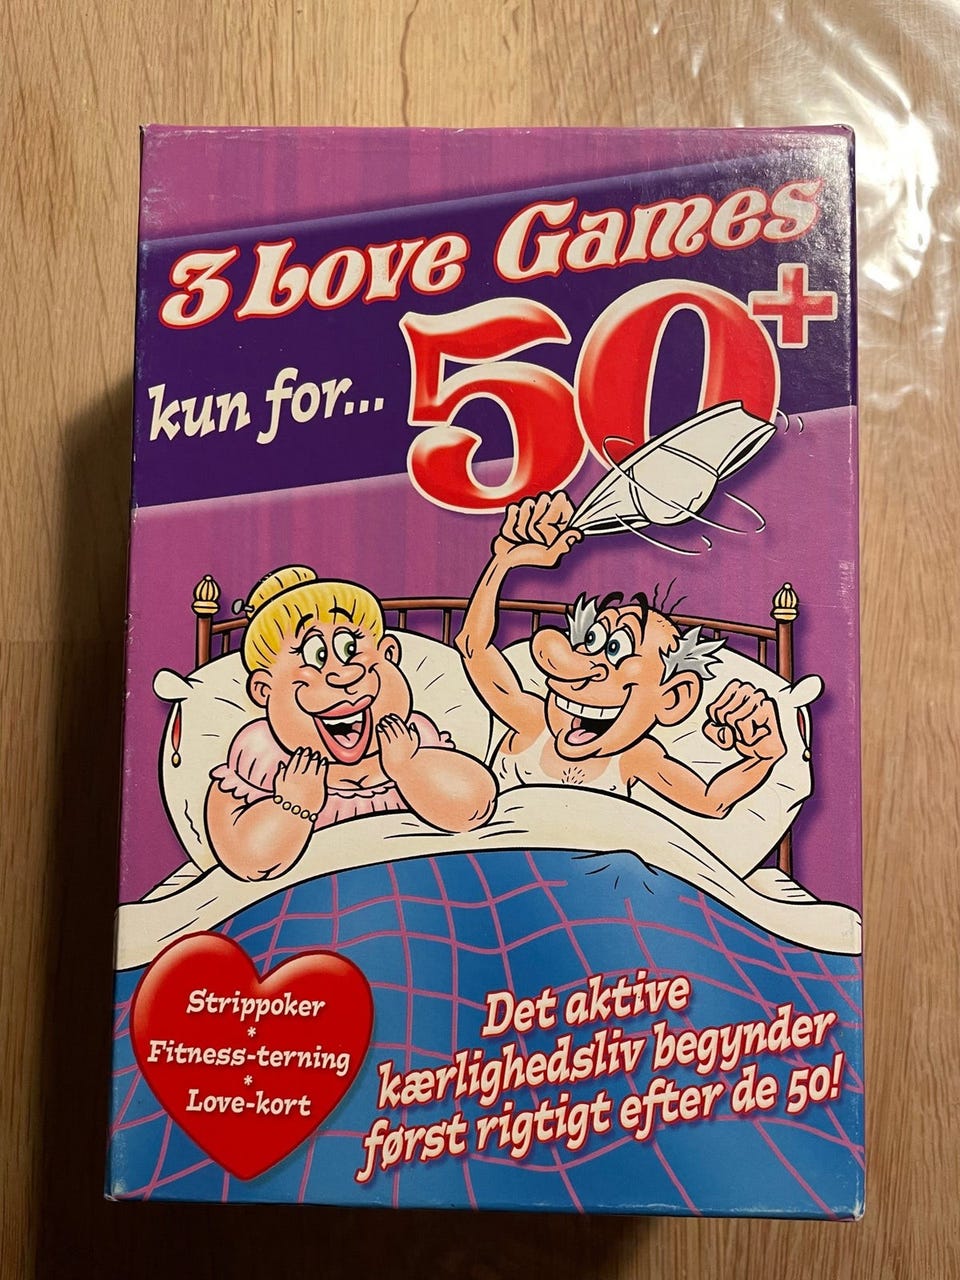 3 Love Games
kun for... 50+
Strippoker
*
Fitness-terning
*
Love-kort
Det aktive
kærlighedsliv begynder
først rigtigt efter de 50!